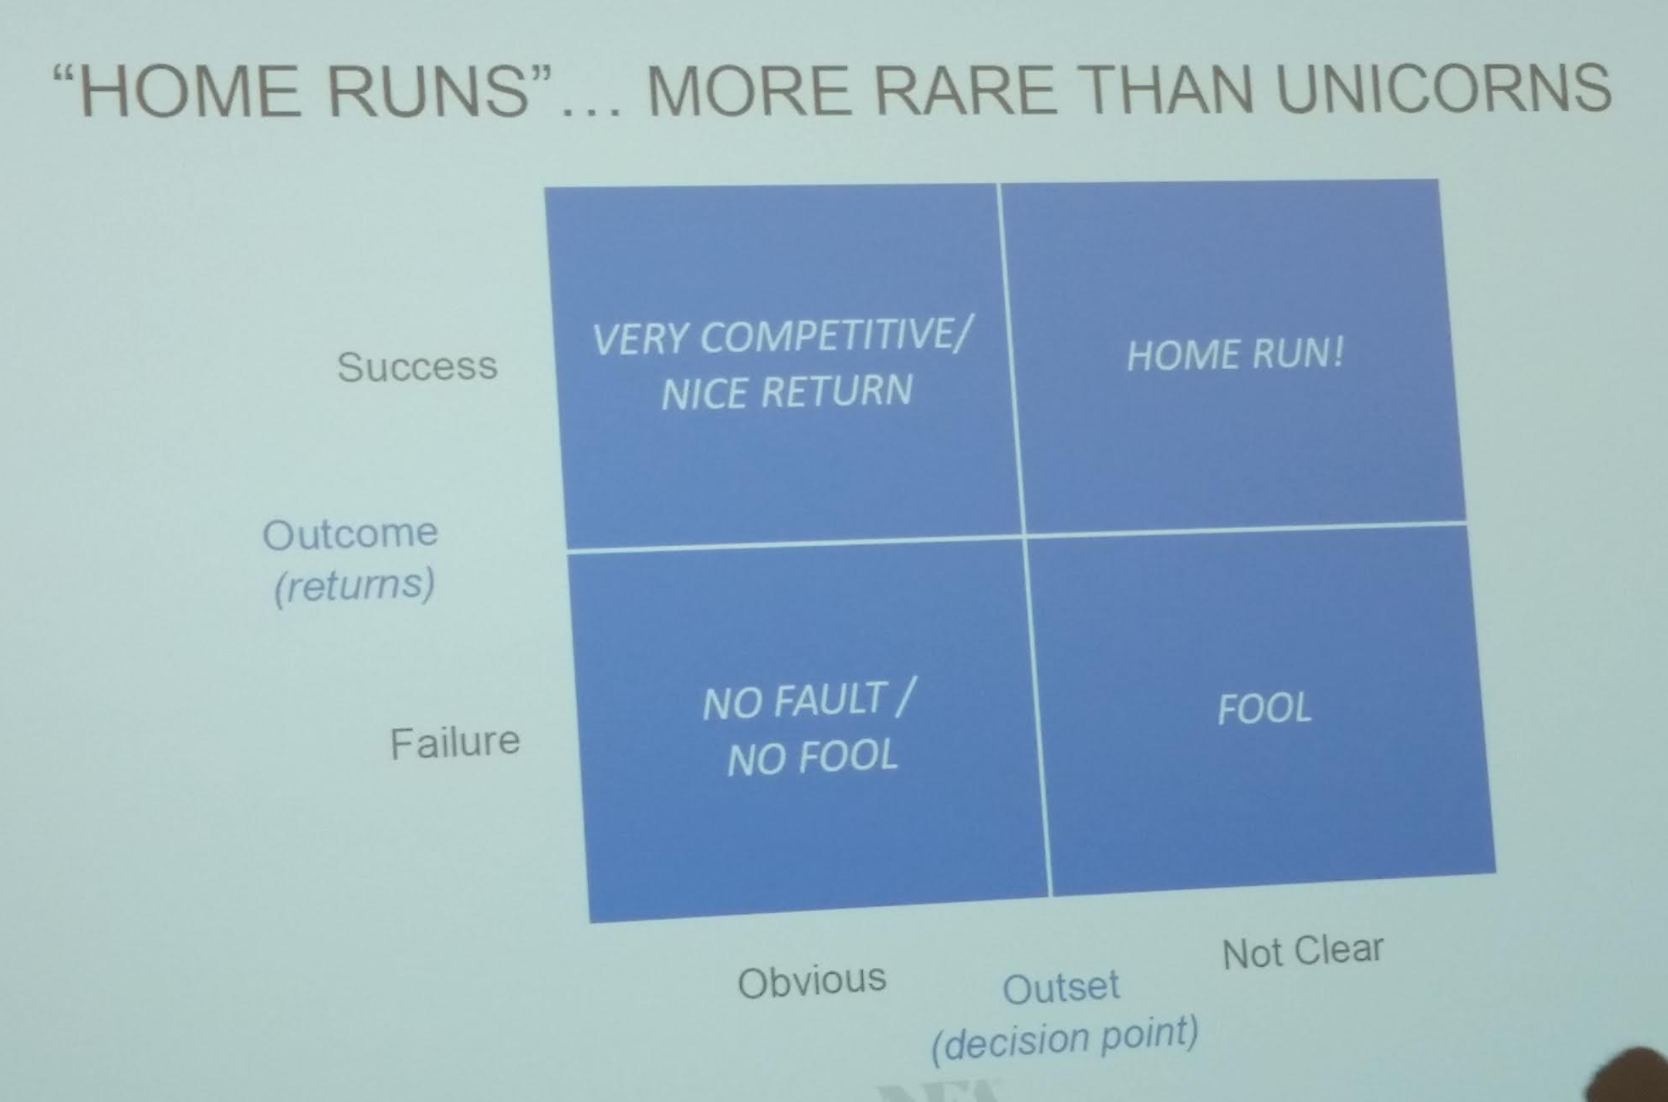 “HOME RUNS”... MORE RARE THAN UNICORNS
Success
VERY COMPETITIVE/
NICE RETURN
HOME RUN!
Outcome
(returns)
Failure
NO FAULT /
NO FOOL
FOOL
Obvious
Outset
(decision point)
Not Clear